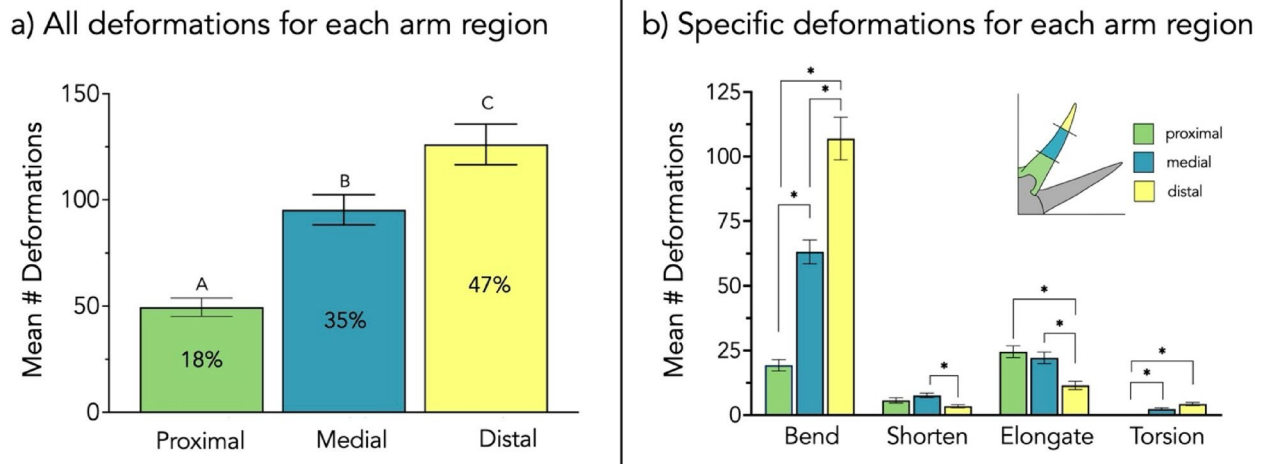 a) All deformations for each arm region
Mean # Deformations
150
100
50
0
A
B
C
18%
35%
47%
Proximal
Medial
Distal
b) Specific deformations for each arm region
Mean # Deformations
125
100
75
50
25
0
*
*
*
*
*
*
*
*
proximal
medial
distal
Bend
Shorten
Elongate
Torsion